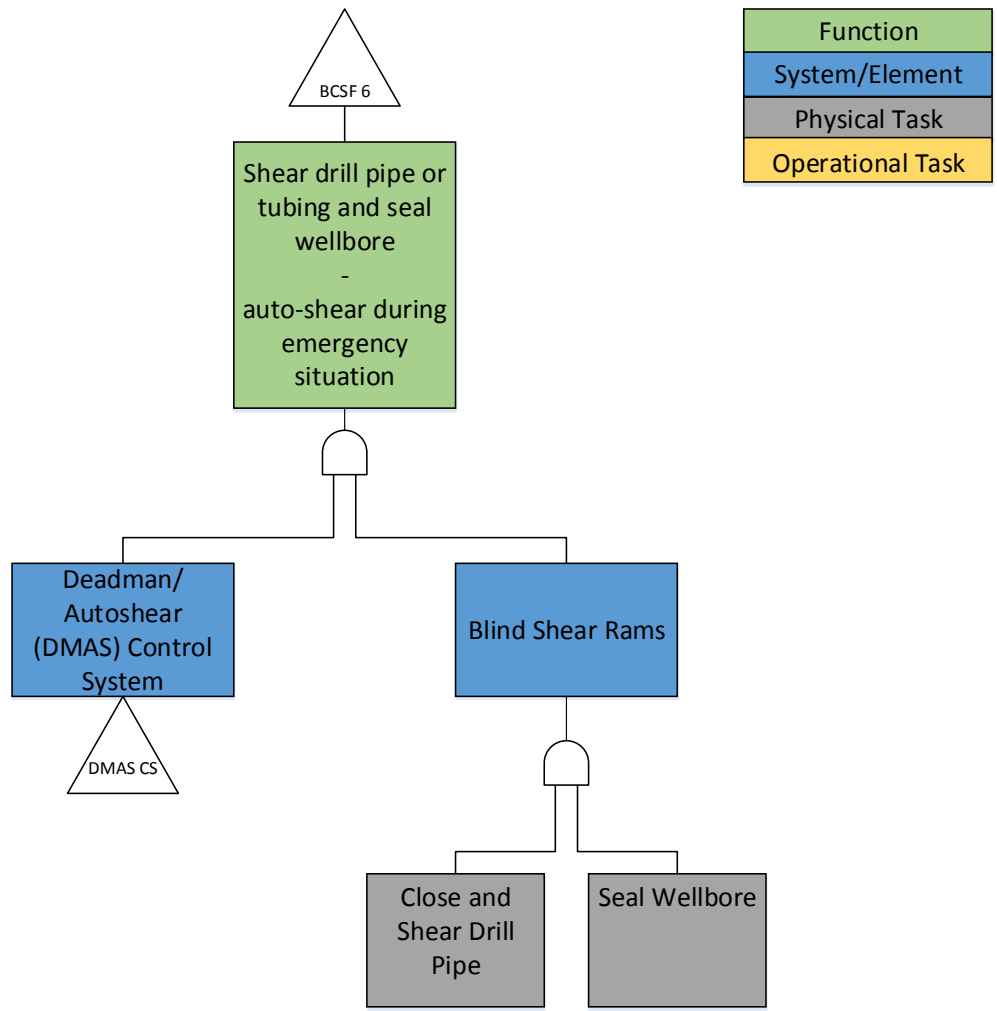 BCSF 6
Function
System/Element
Physical Task
Operational Task
Shear drill pipe or
tubing and seal
wellbore
-
auto-shear during
emergency
situation
Deadman/
Autoshear
(DMAS) Control
System
DMAS CS
Blind Shear Rams
Close and
Shear Drill
Pipe
Seal Wellbore